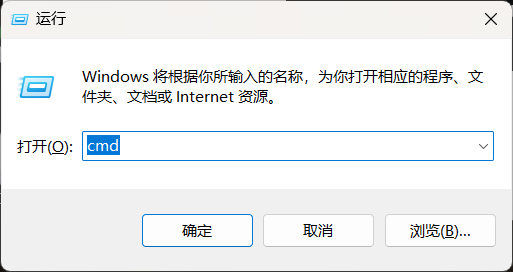 运行
Windows 将根据你所输入的名称，为你打开相应的程序、文
件夹、文档或 Internet 资源。
打开(O): cmd
确定 取消 浏览(B)...